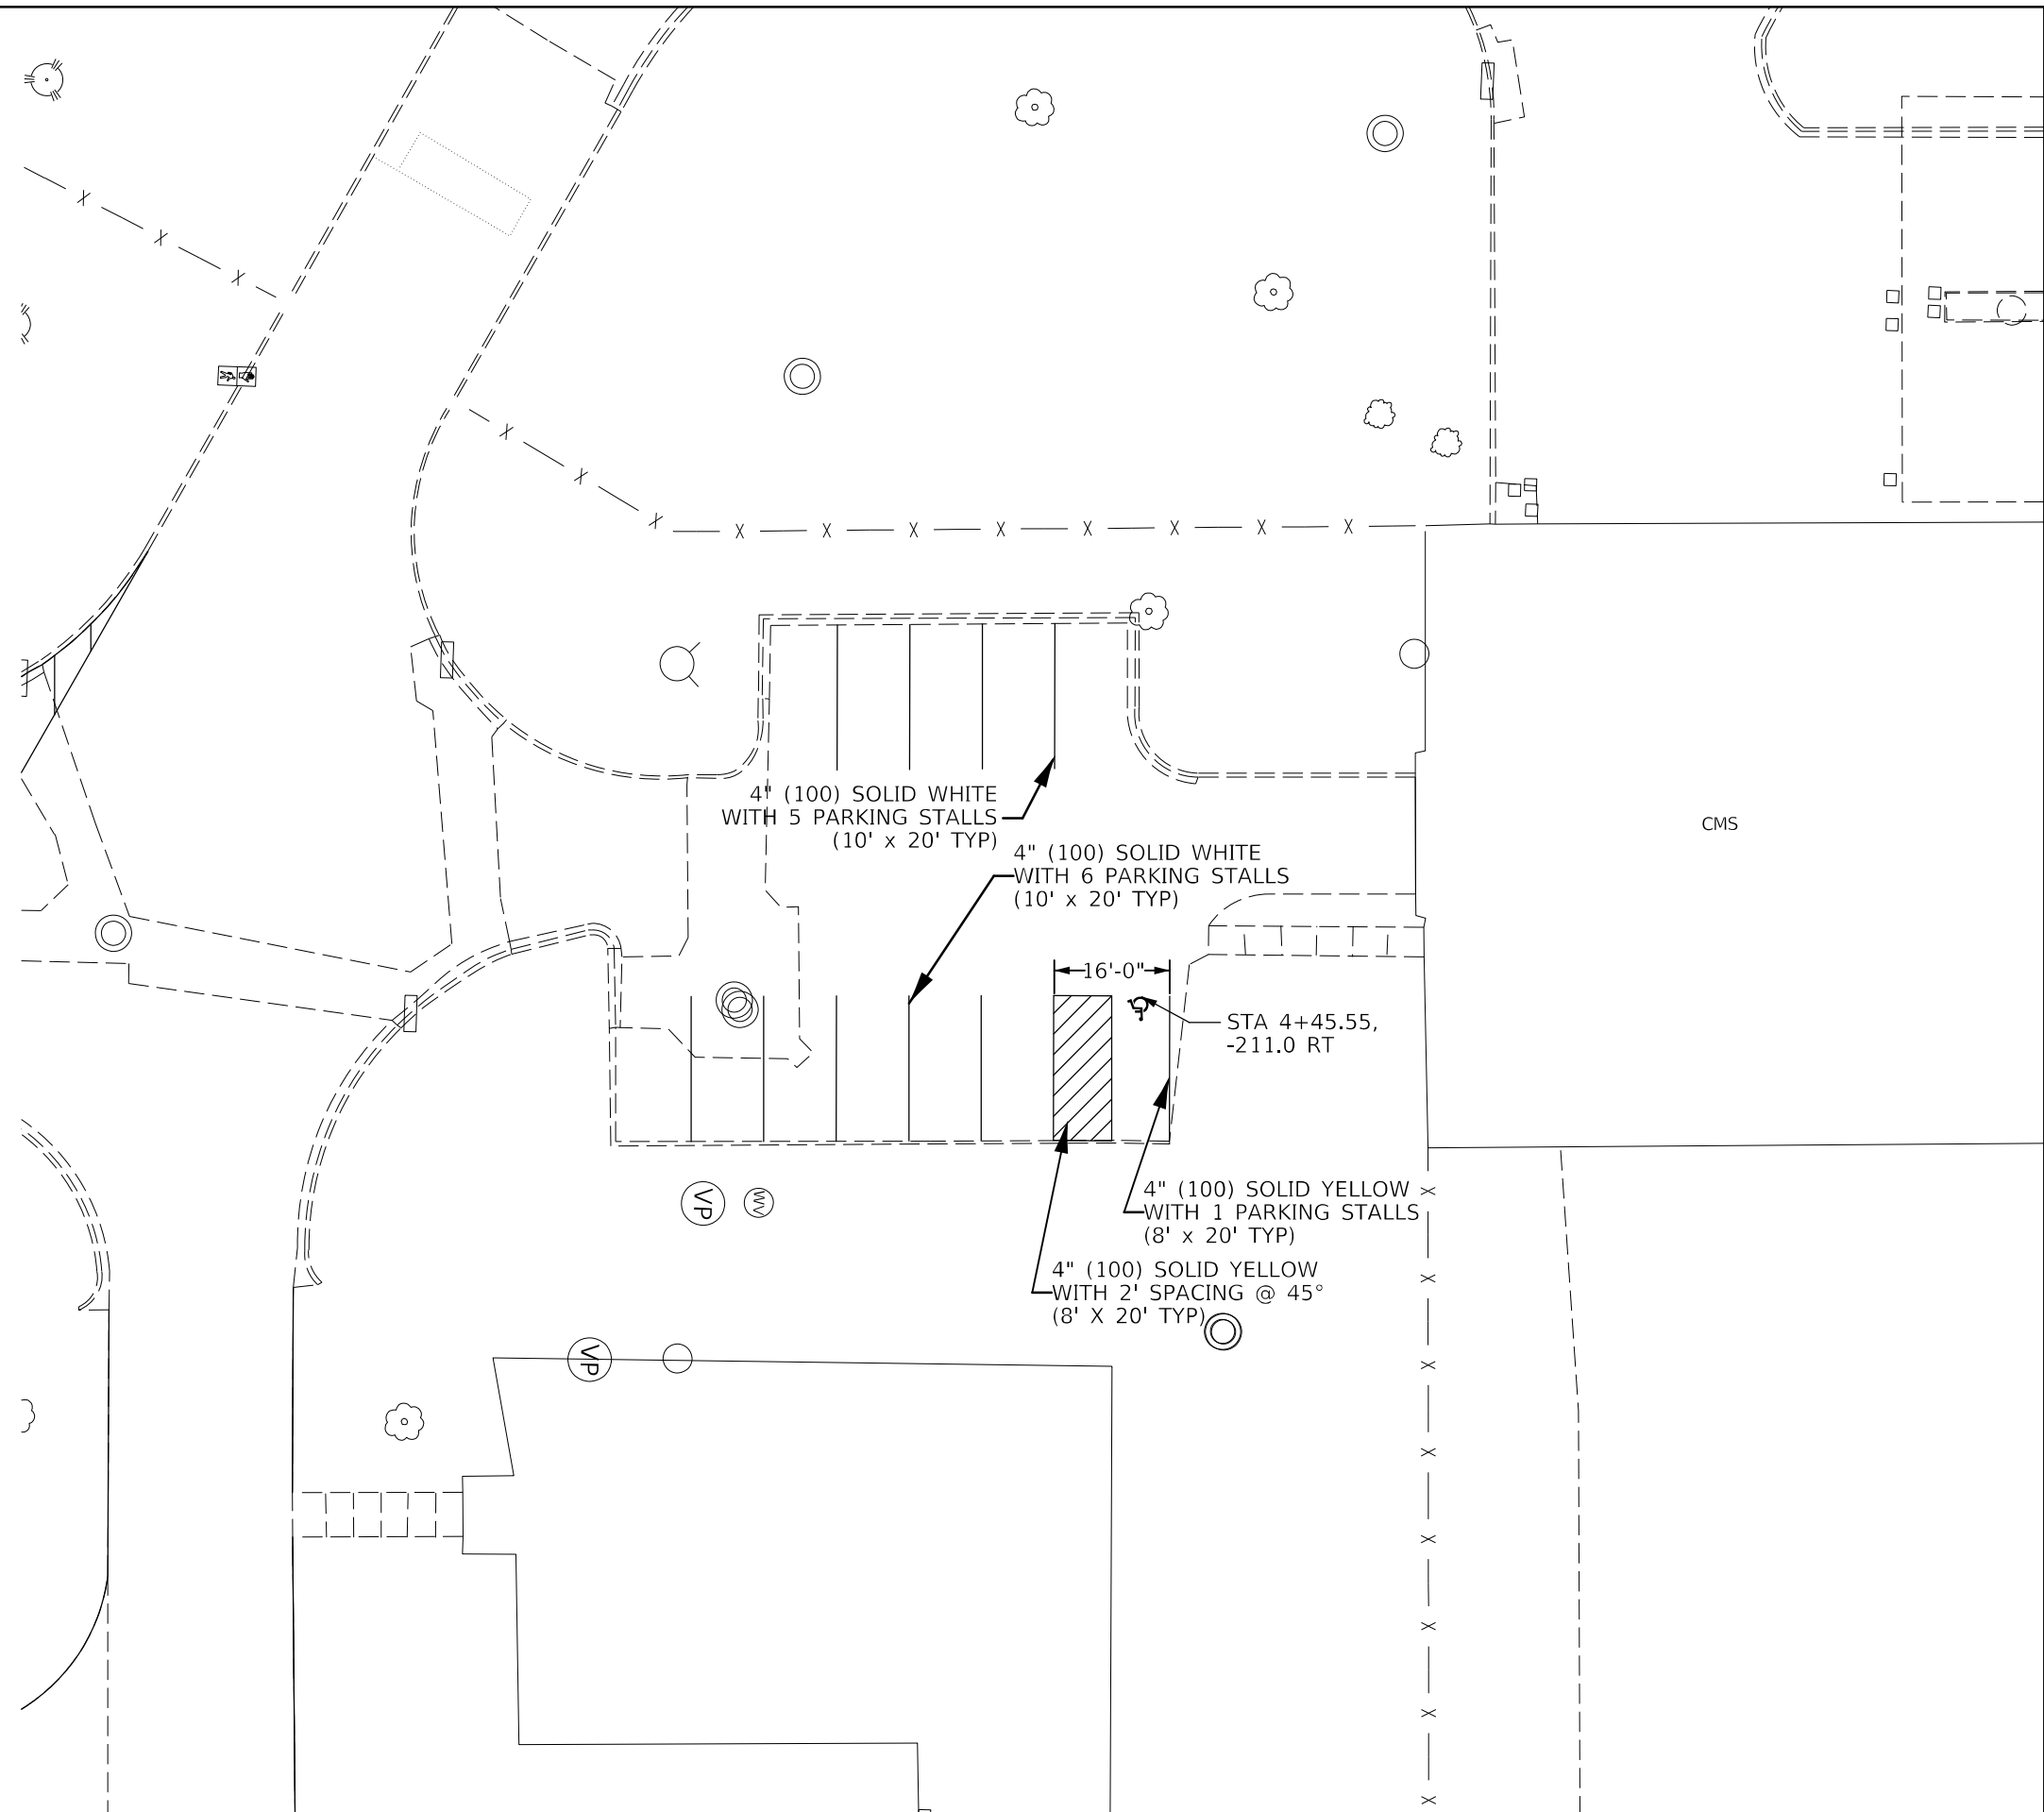 4" (100) SOLID WHITE
WITH 5 PARKING STALLS
(10' x 20' TYP)
CMS
4" (100) SOLID WHITE
WITH 6 PARKING STALLS
(10' x 20' TYP)
16'-0"
STA 4+45.55,
-211.0 RT
4" (100) SOLID YELLOW
WITH 1 PARKING STALLS
(8' x 20' TYP)
VP
WV
4" (100) SOLID YELLOW
WITH 2' SPACING @ 45°
(8' X 20' TYP)
VP